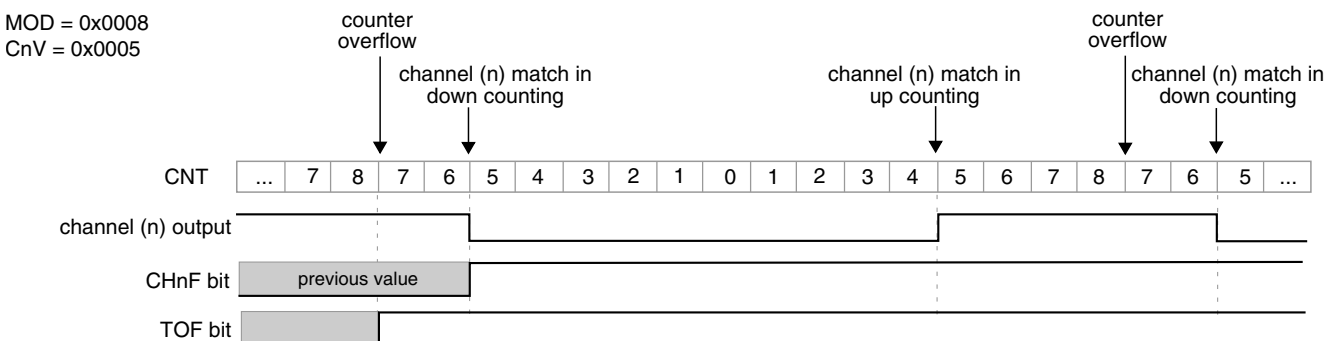 MOD = 0x0008
CnV = 0x0005
counter
overflow
channel (n) match in
down counting
channel (n) match in
up counting
counter
overflow
channel (n) match in
down counting
CNT ... 7 8 7 6 5 4 3 2 1 0 1 2 3 4 5 6 7 8 7 6 5 ...
channel (n) output
CHnF bit previous value
TOF bit